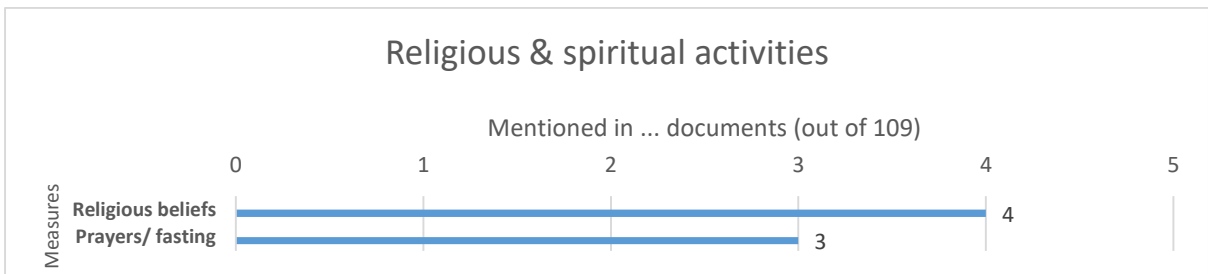 Religious & spiritual activities
Mentioned in ... documents (out of 109)
0 1 2 3 4 5
Measures
Religious beliefs 4
Prayers/ fasting 3